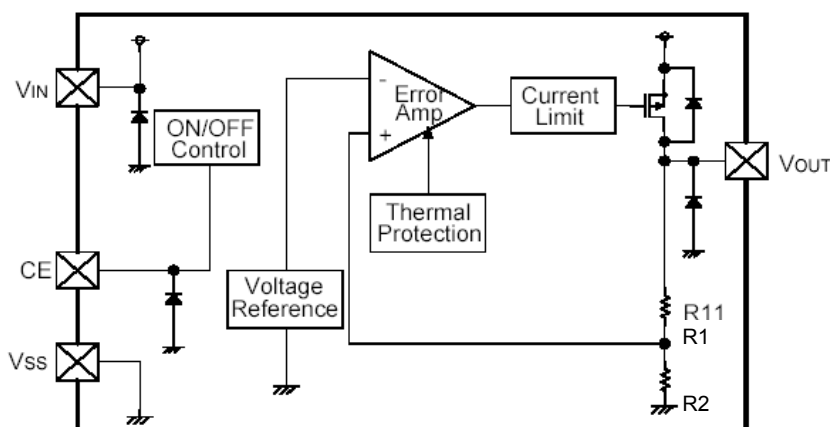 VIN
ON/OFF
Control
-
Error
Amp
+
Current
Limit
VOUT
Thermal
Protection
CE
Voltage
Reference
R11
R1
VSS
R2